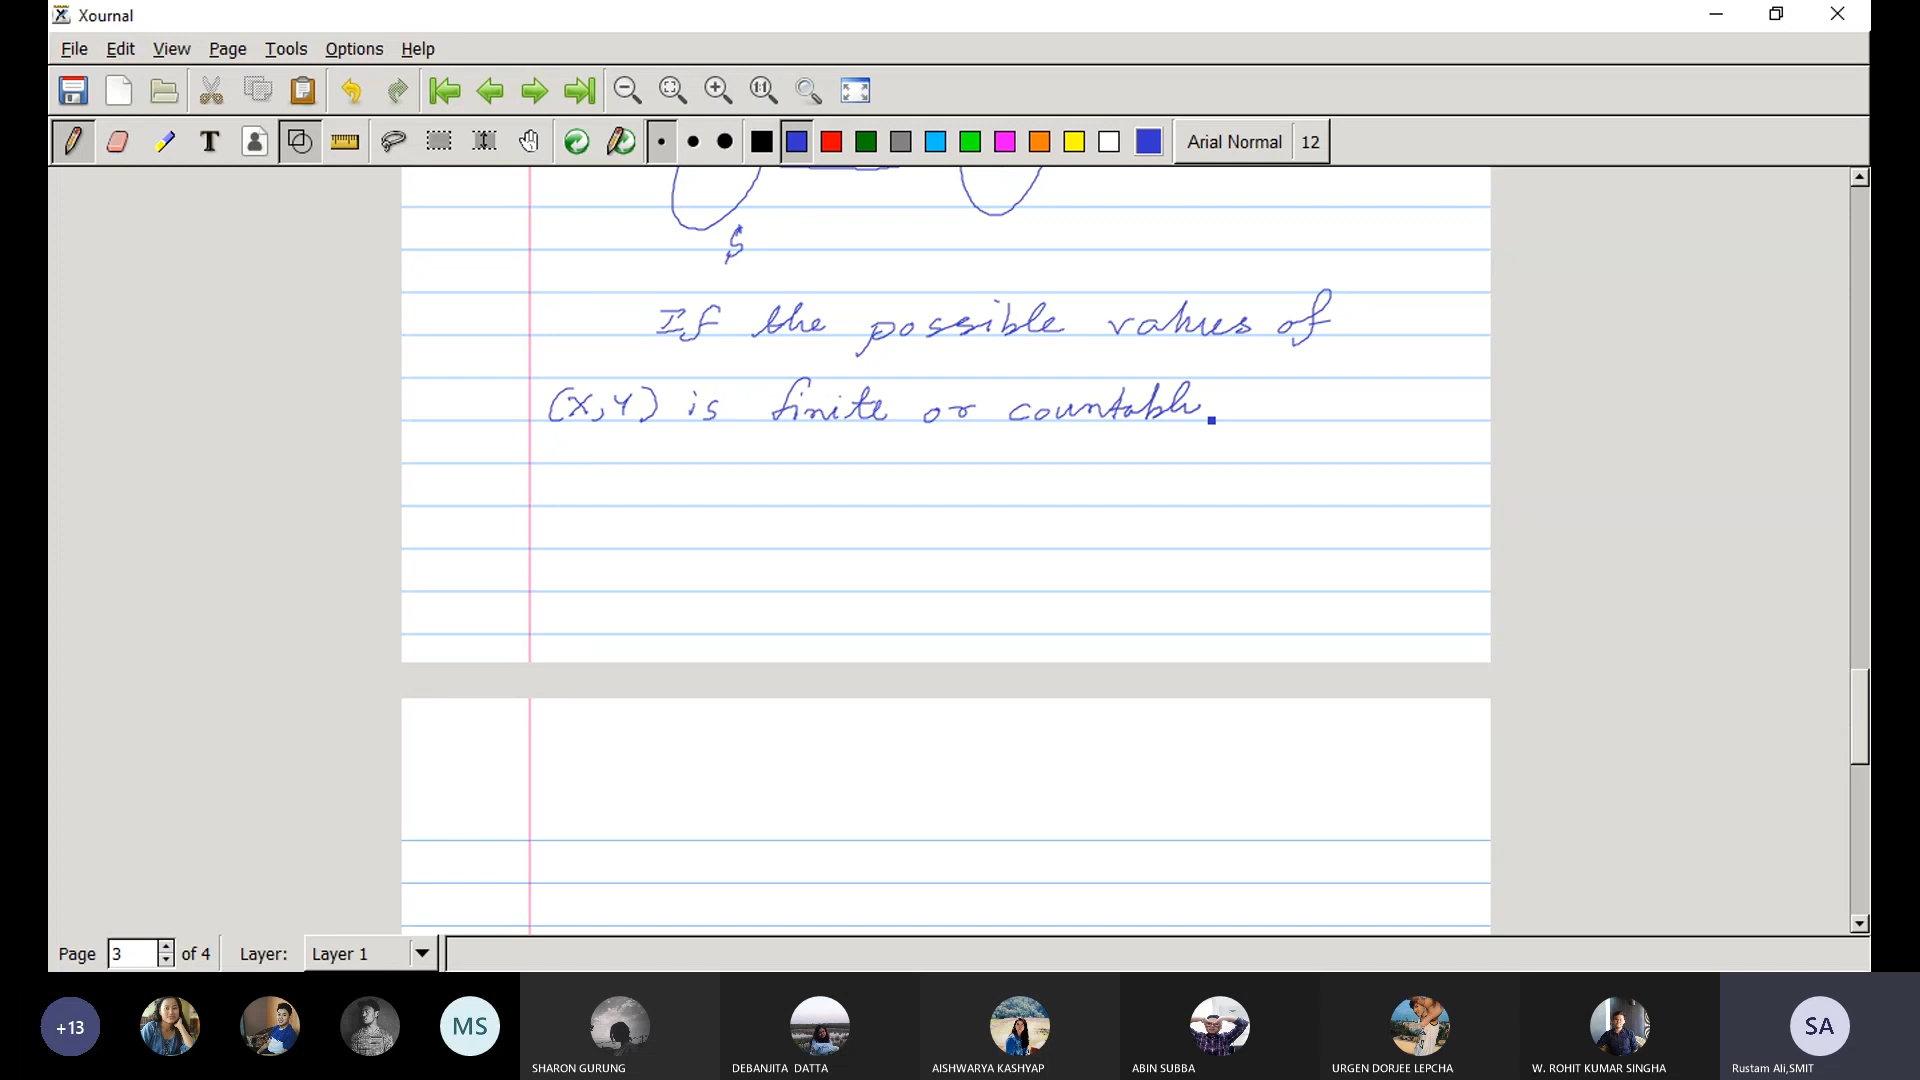 Xournal
File Edit View Page Tools Options Help
Arial Normal 12
S
If the possible values of
(X,Y) is finite or countable.
Page 3 of 4 Layer: Layer 1
+13 MS SA
SHARON GURUNG DEBANJITA DATTA AISHWARYA KASHYAP ABIN SUBBA URGEN DORJEE LEPCHA W. ROHIT KUMAR SINGHA Rustam Ali,SMIT